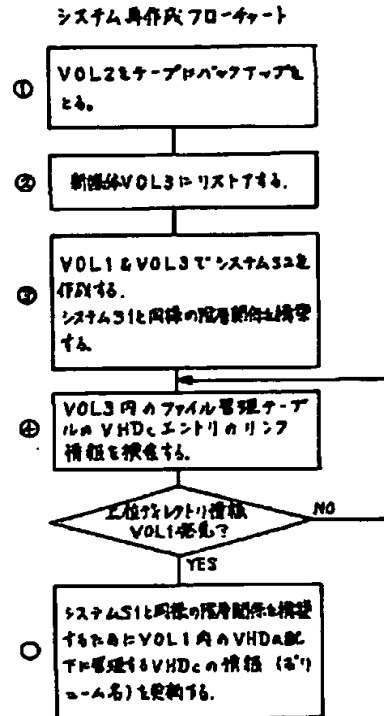 システム再作成フローチャート
①
VOL2をテープにバックアップを
とる。
②
新媒体VOL3にリストアする.
③
VOL1&VOL3でシステムS2を
作成する.
システムS1と同様の階層関係を構築
する。
④
VOL3内のファイル管理テーブ
ルのVHDcエントリのリンク
情報を検索する。
上位ディレクトリ情報
VOL1発見?
NO
YES
システムS1と同様の階層関係を構築
するためにVOL1内のVHDa配
下に管理するVHDcの情報(ボリ
ューム名)を更新する.